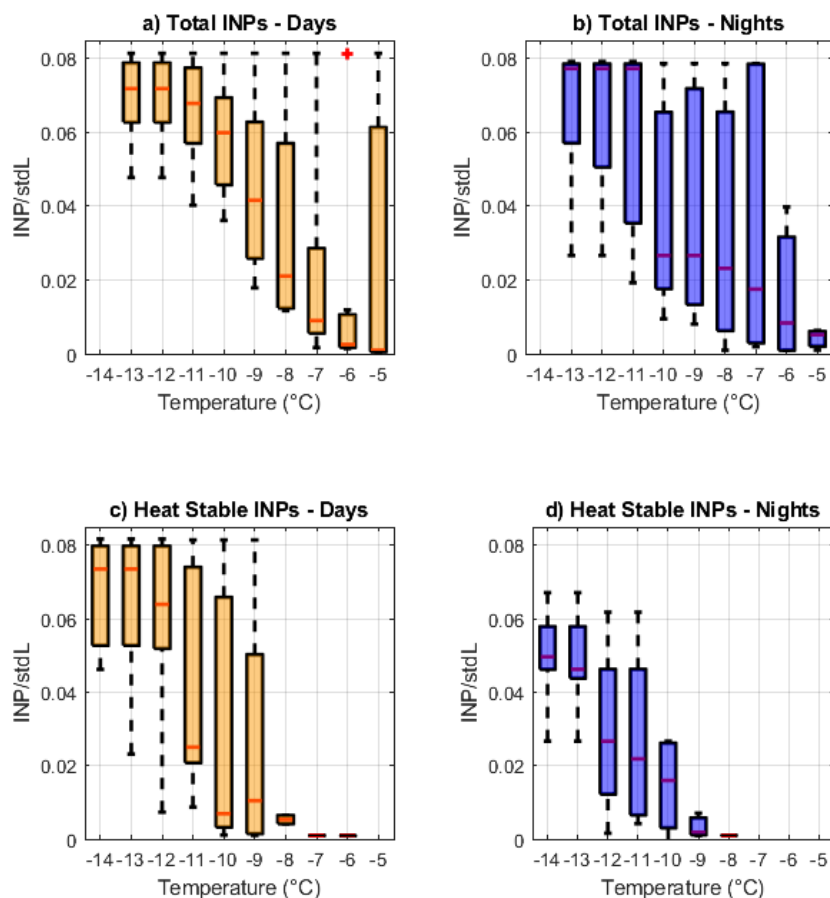 a) Total INPs - Days
INP/stdL
0.08
0.06
0.04
0.02
0
-14 -13 -12 -11 -10 -9 -8 -7 -6 -5
Temperature (°C)
b) Total INPs - Nights
INP/stdL
0.08
0.06
0.04
0.02
0
-14 -13 -12 -11 -10 -9 -8 -7 -6 -5
Temperature (°C)
c) Heat Stable INPs - Days
INP/stdL
0.08
0.06
0.04
0.02
0
-14 -13 -12 -11 -10 -9 -8 -7 -6 -5
Temperature (°C)
d) Heat Stable INPs - Nights
INP/stdL
0.08
0.06
0.04
0.02
0
-14 -13 -12 -11 -10 -9 -8 -7 -6 -5
Temperature (°C)